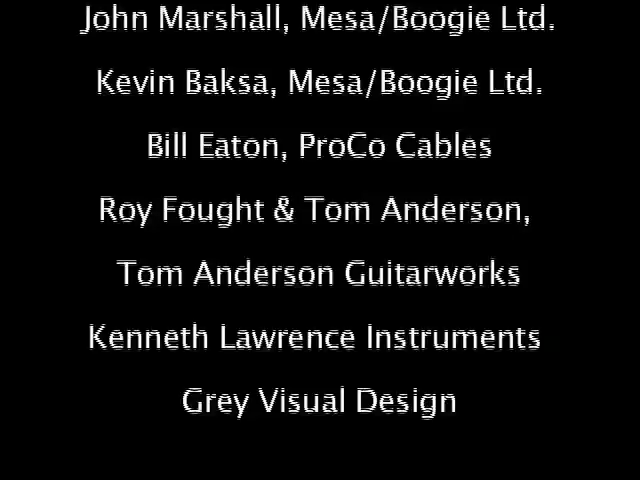 John Marshall, Mesa/Boogie Ltd.
Kevin Baksa, Mesa/Boogie Ltd.
Bill Eaton, ProCo Cables
Roy Fought & Tom Anderson,
Tom Anderson Guitarworks
Kenneth Lawrence Instruments
Grey Visual Design